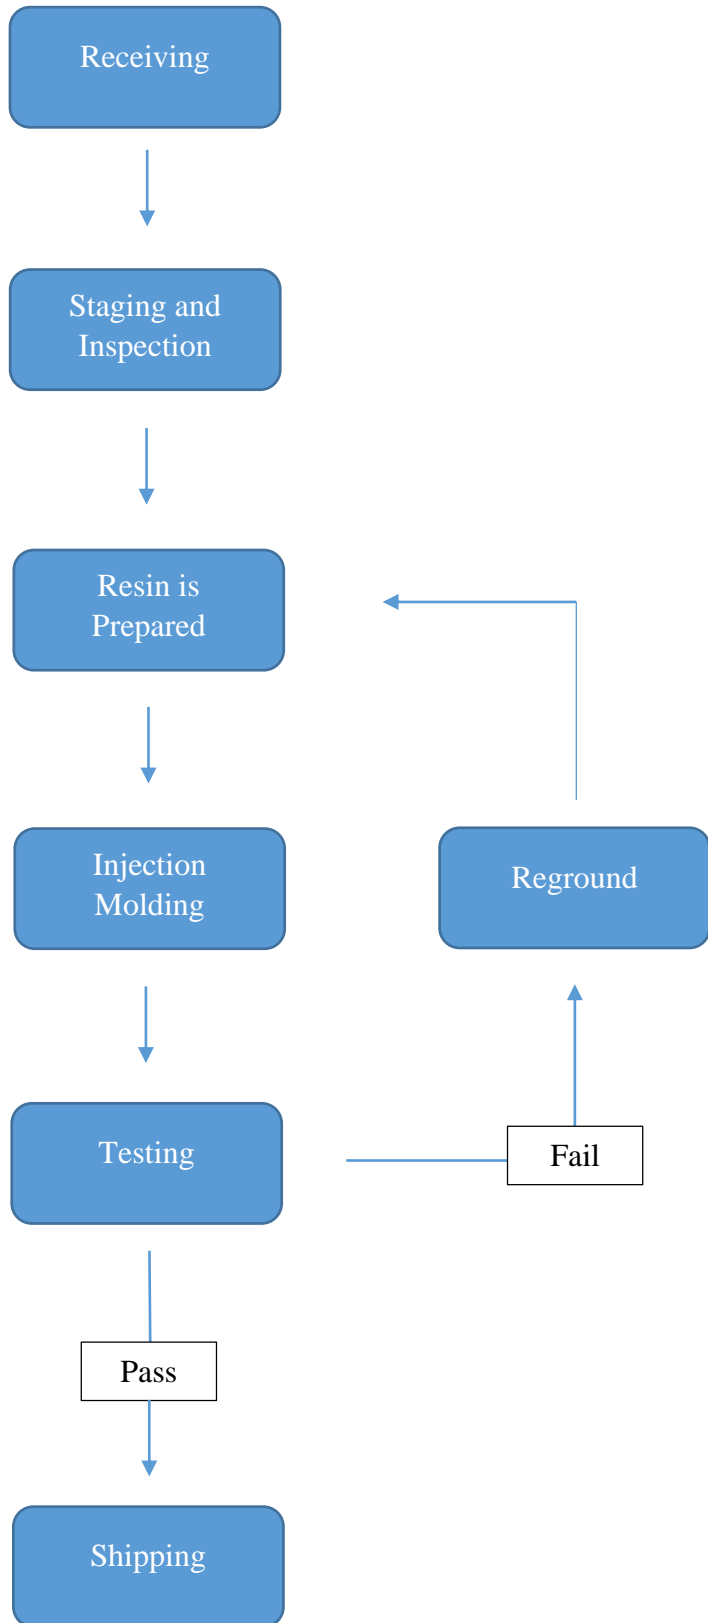 Receiving
Staging and
Inspection
Resin is
Prepared
Injection
Molding
Reground
Testing
Fail
Pass
Shipping